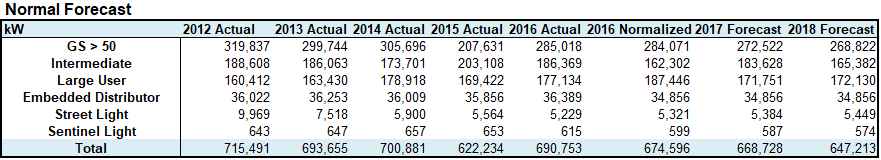 Normal Forecast
kW 2012 Actual 2013 Actual 2014 Actual 2015 Actual 2016 Actual 2016 Normalized 2017 Forecast 2018 Forecast
GS > 50 319,837 299,744 305,696 207,631 285,018 284,071 272,522 268,822
Intermediate 188,608 186,063 173,701 203,108 186,369 162,302 183,628 165,382
Large User 160,412 163,430 178,918 169,422 177,134 187,446 171,751 172,130
Embedded Distributor 36,022 36,253 36,009 35,856 36,389 34,856 34,856 34,856
Street Light 9,969 7,518 5,900 5,564 5,229 5,321 5,384 5,449
Sentinel Light 643 647 657 653 615 599 587 574
Total 715,491 693,655 700,881 622,234 690,753 674,596 668,728 647,213